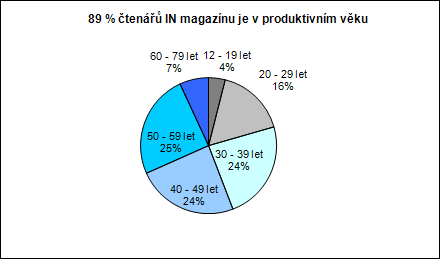 89 % čtenářů IN magazínu je v produktivním věku
60 - 79 let
7%
12 - 19 let
4%
20 - 29 let
16%
50 - 59 let
25%
30 - 39 let
24%
40 - 49 let
24%